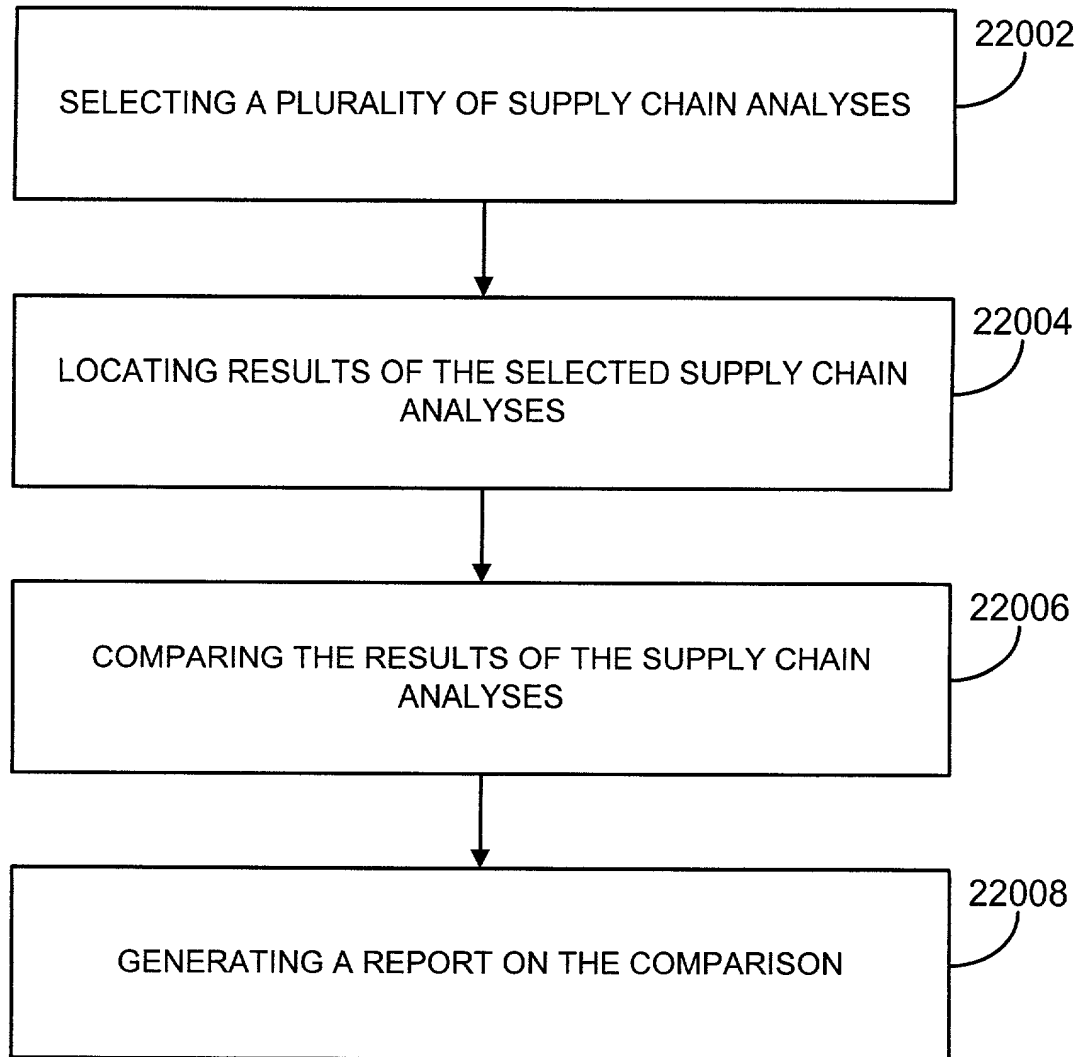 22002
SELECTING A PLURALITY OF SUPPLY CHAIN ANALYSES
22004
LOCATING RESULTS OF THE SELECTED SUPPLY CHAIN
ANALYSES
22006
COMPARING THE RESULTS OF THE SUPPLY CHAIN
ANALYSES
22008
GENERATING A REPORT ON THE COMPARISON